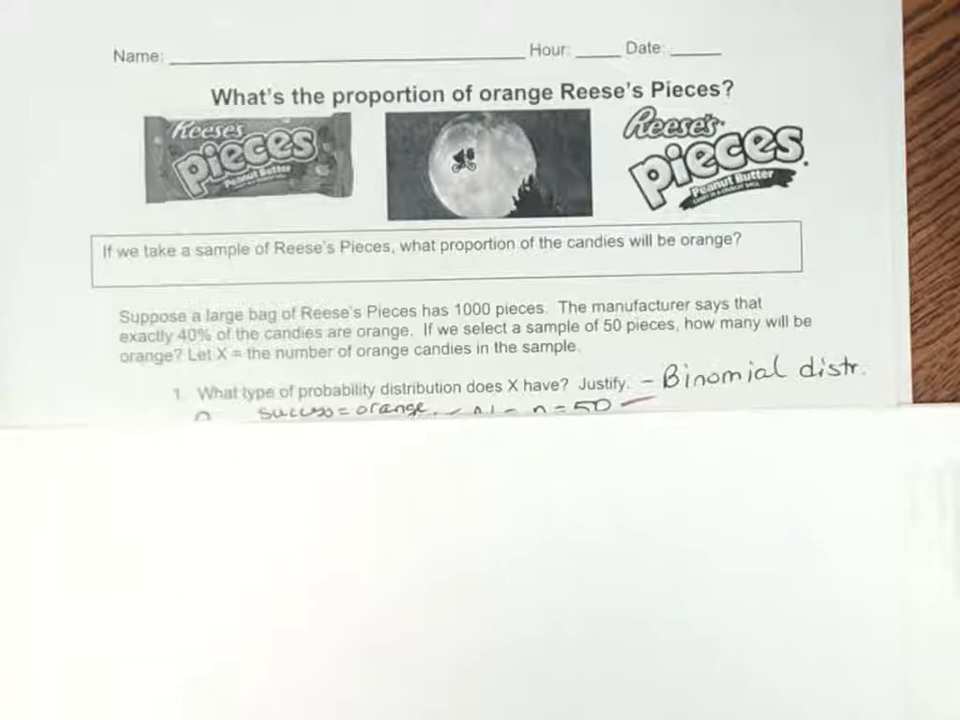 Name: Hour: Date:
What's the proportion of orange Reese's Pieces?
Reese's Pieces Peanut Butter
Reese's Pieces Peanut Butter
If we take a sample of Reese's Pieces, what proportion of the candies will be orange?
Suppose a large bag of Reese's Pieces has 1000 pieces. The manufacturer says that
exactly 40% of the candies are orange. If we select a sample of 50 pieces, how many will be
orange? Let X = the number of orange candies in the sample.
1. What type of probability distribution does X have? Justify. - Binomial distr.
success = orange n = 50